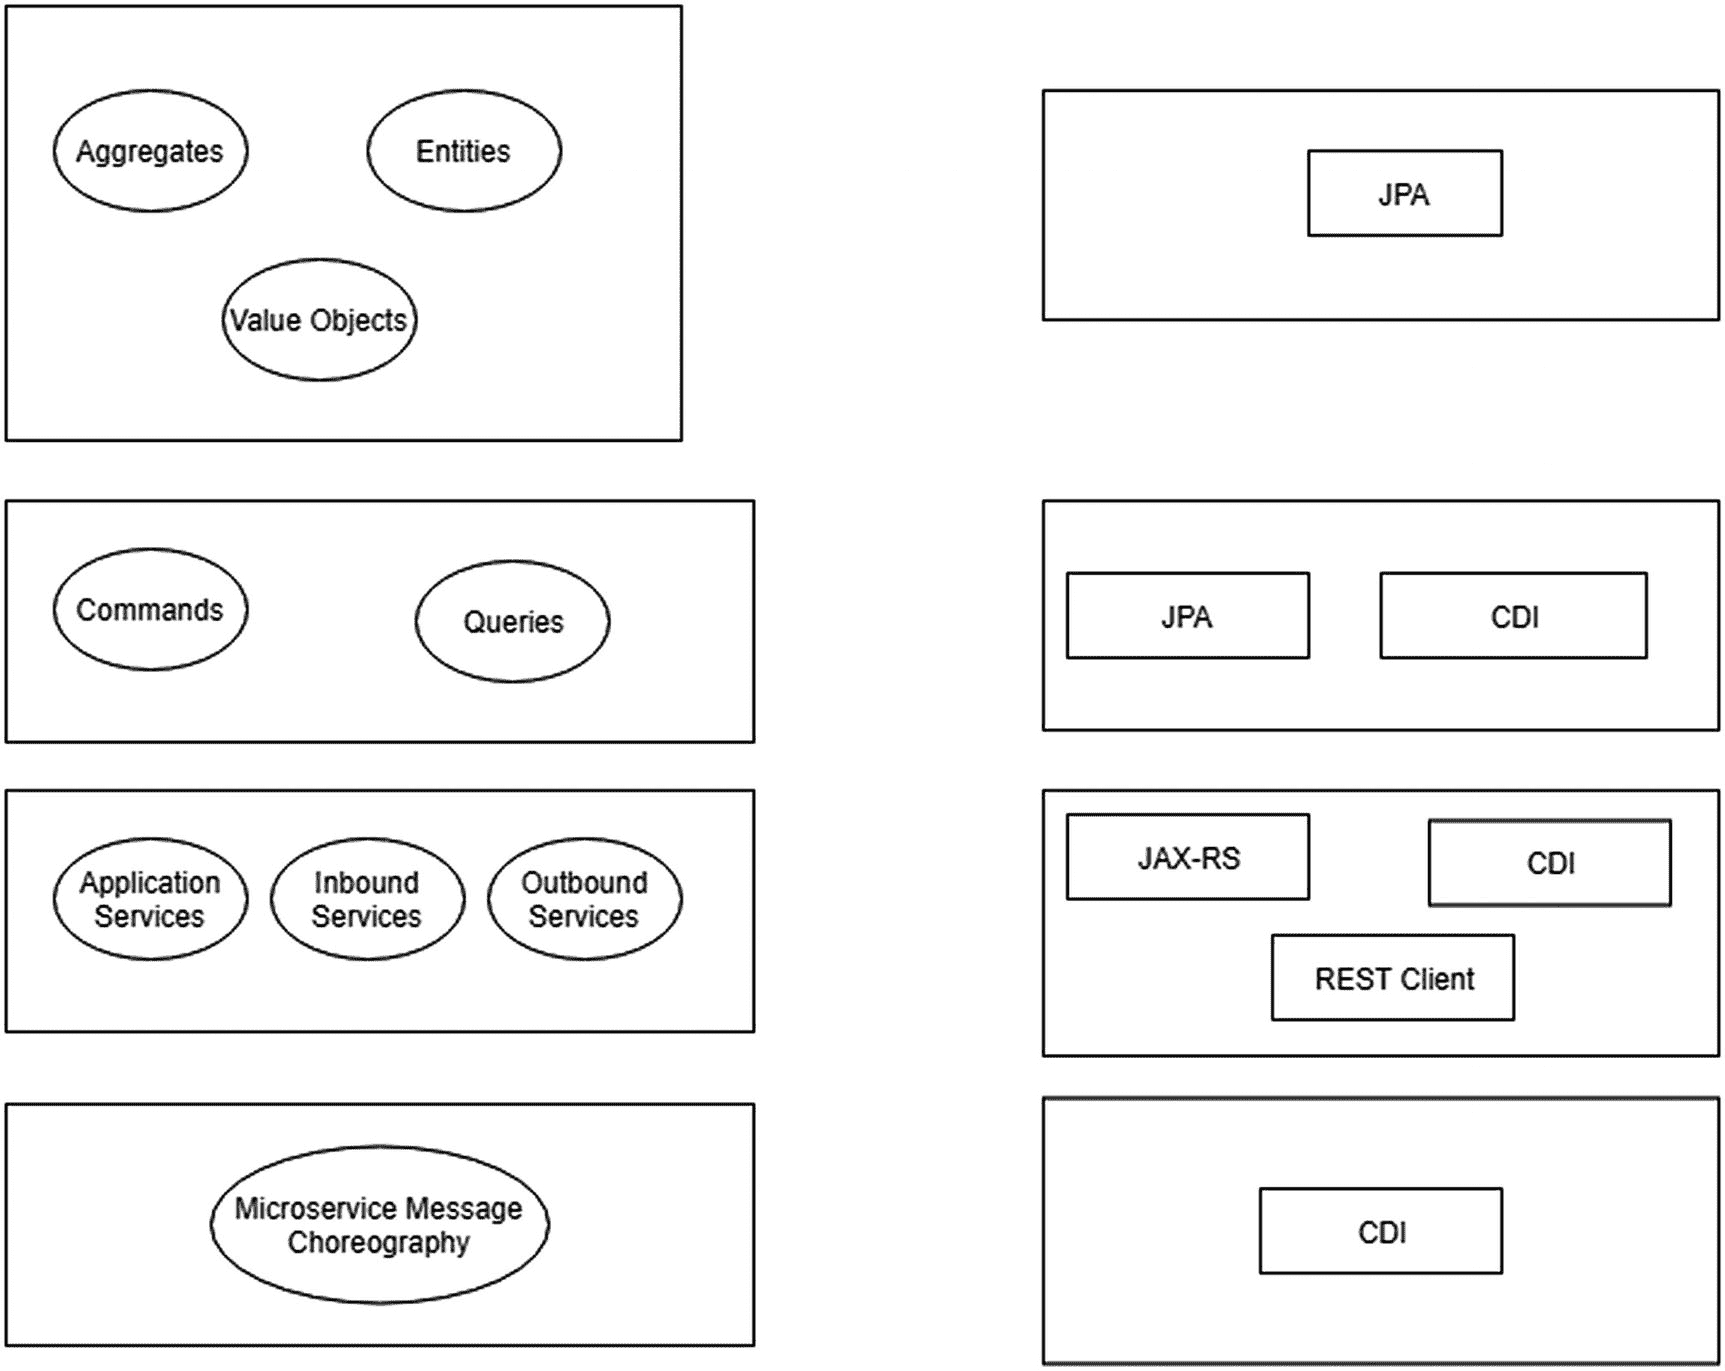 Aggregates
Entities
Value Objects
JPA
Commands
Queries
JPA
CDI
Application
Services
Inbound
Services
Outbound
Services
JAX-RS
CDI
REST Client
Microservice Message
Choreography
CDI